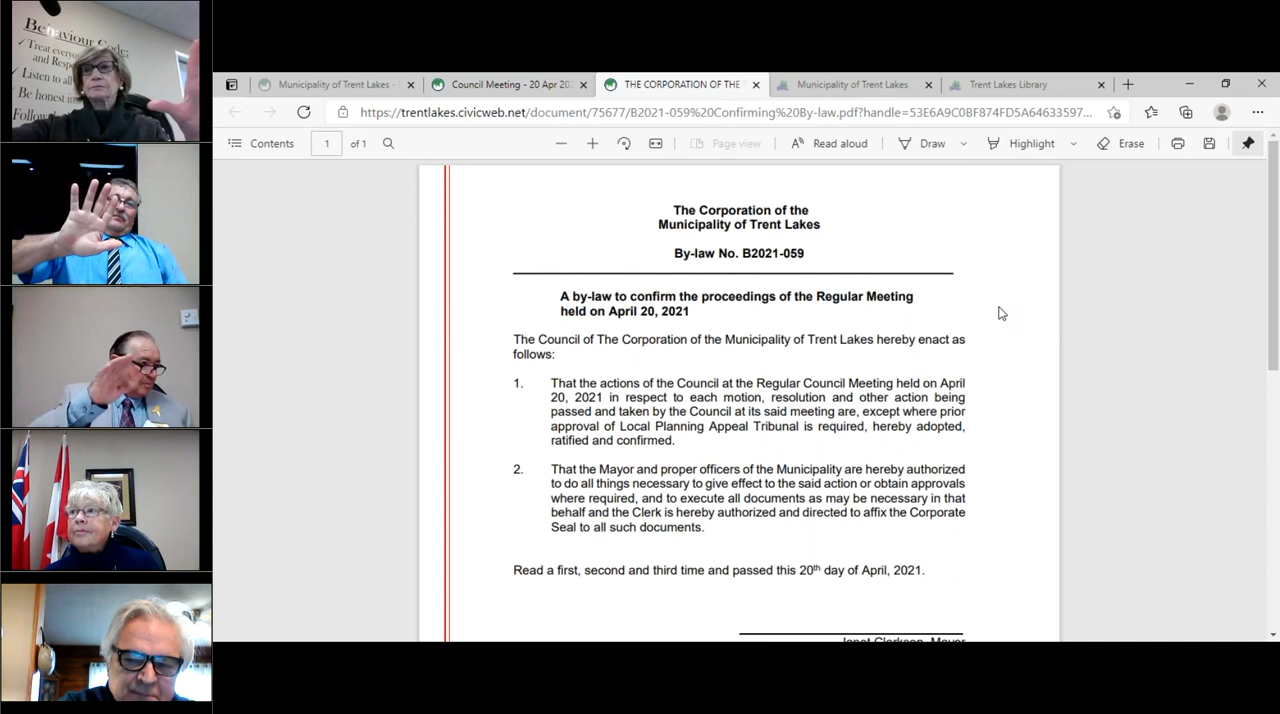 Behaviour Code:
Treat every
and Resp
Listen to all
Be honest in
Follow
Municipality of Trent Lakes -
Council Meeting - 20 Apr 202
THE CORPORATION OF THE
Municipality of Trent Lakes
Trent Lakes Library
https://trentlakes.civicweb.net/document/75677/B2021-059%20Confirming%20By-law.pdf?handle=53E6A9C0BF874FD5A64633597...
Contents
1
of 1
Page view
Read aloud
Draw
Highlight
Erase
The Corporation of the
Municipality of Trent Lakes
By-law No. B2021-059
A by-law to confirm the proceedings of the Regular Meeting
held on April 20, 2021
The Council of The Corporation of the Municipality of Trent Lakes hereby enact as
follows:
1. That the actions of the Council at the Regular Council Meeting held on April
20, 2021 in respect to each motion, resolution and other action being
passed and taken by the Council at its said meeting are, except where prior
approval of Local Planning Appeal Tribunal is required, hereby adopted,
ratified and confirmed.
2. That the Mayor and proper officers of the Municipality are hereby authorized
to do all things necessary to give effect to the said action or obtain approvals
where required, and to execute all documents as may be necessary in that
behalf and the Clerk is hereby authorized and directed to affix the Corporate
Seal to all such documents.
Read a first, second and third time and passed this 20th day of April, 2021.
Janet Clarkson, Mayor